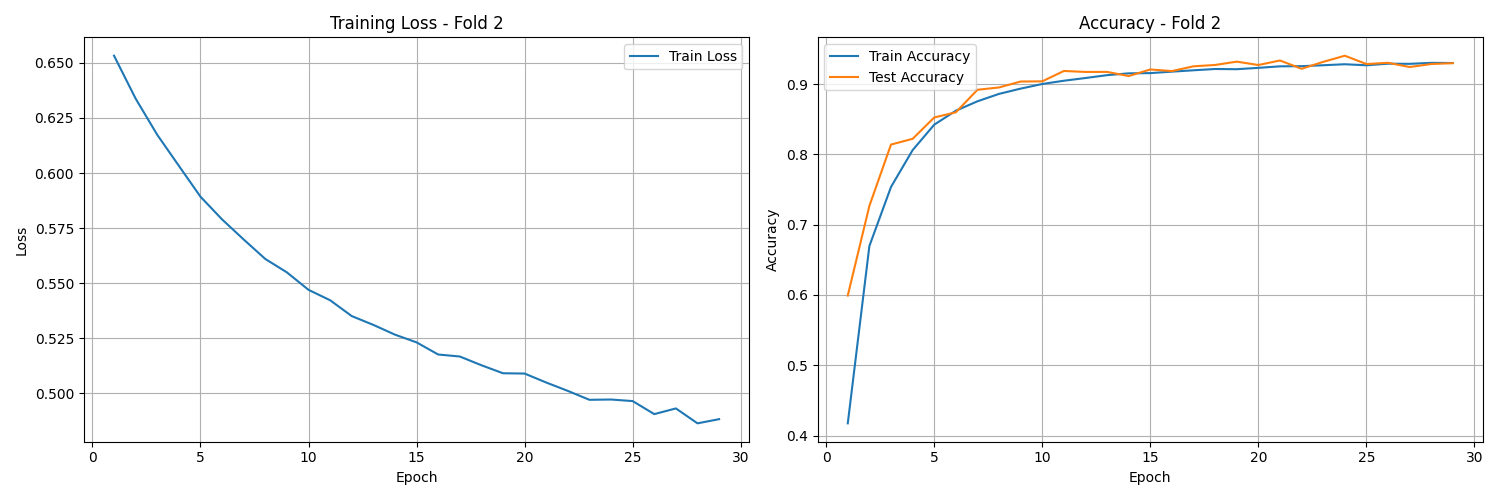 Training Loss - Fold 2
Train Loss
0.650
0.625
0.600
0.575
0.550
0.525
0.500
Loss
0 5 10 15 20 25 30
Epoch
Accuracy - Fold 2
Train Accuracy
Test Accuracy
0.9
0.8
0.7
0.6
0.5
0.4
Accuracy
0 5 10 15 20 25 30
Epoch